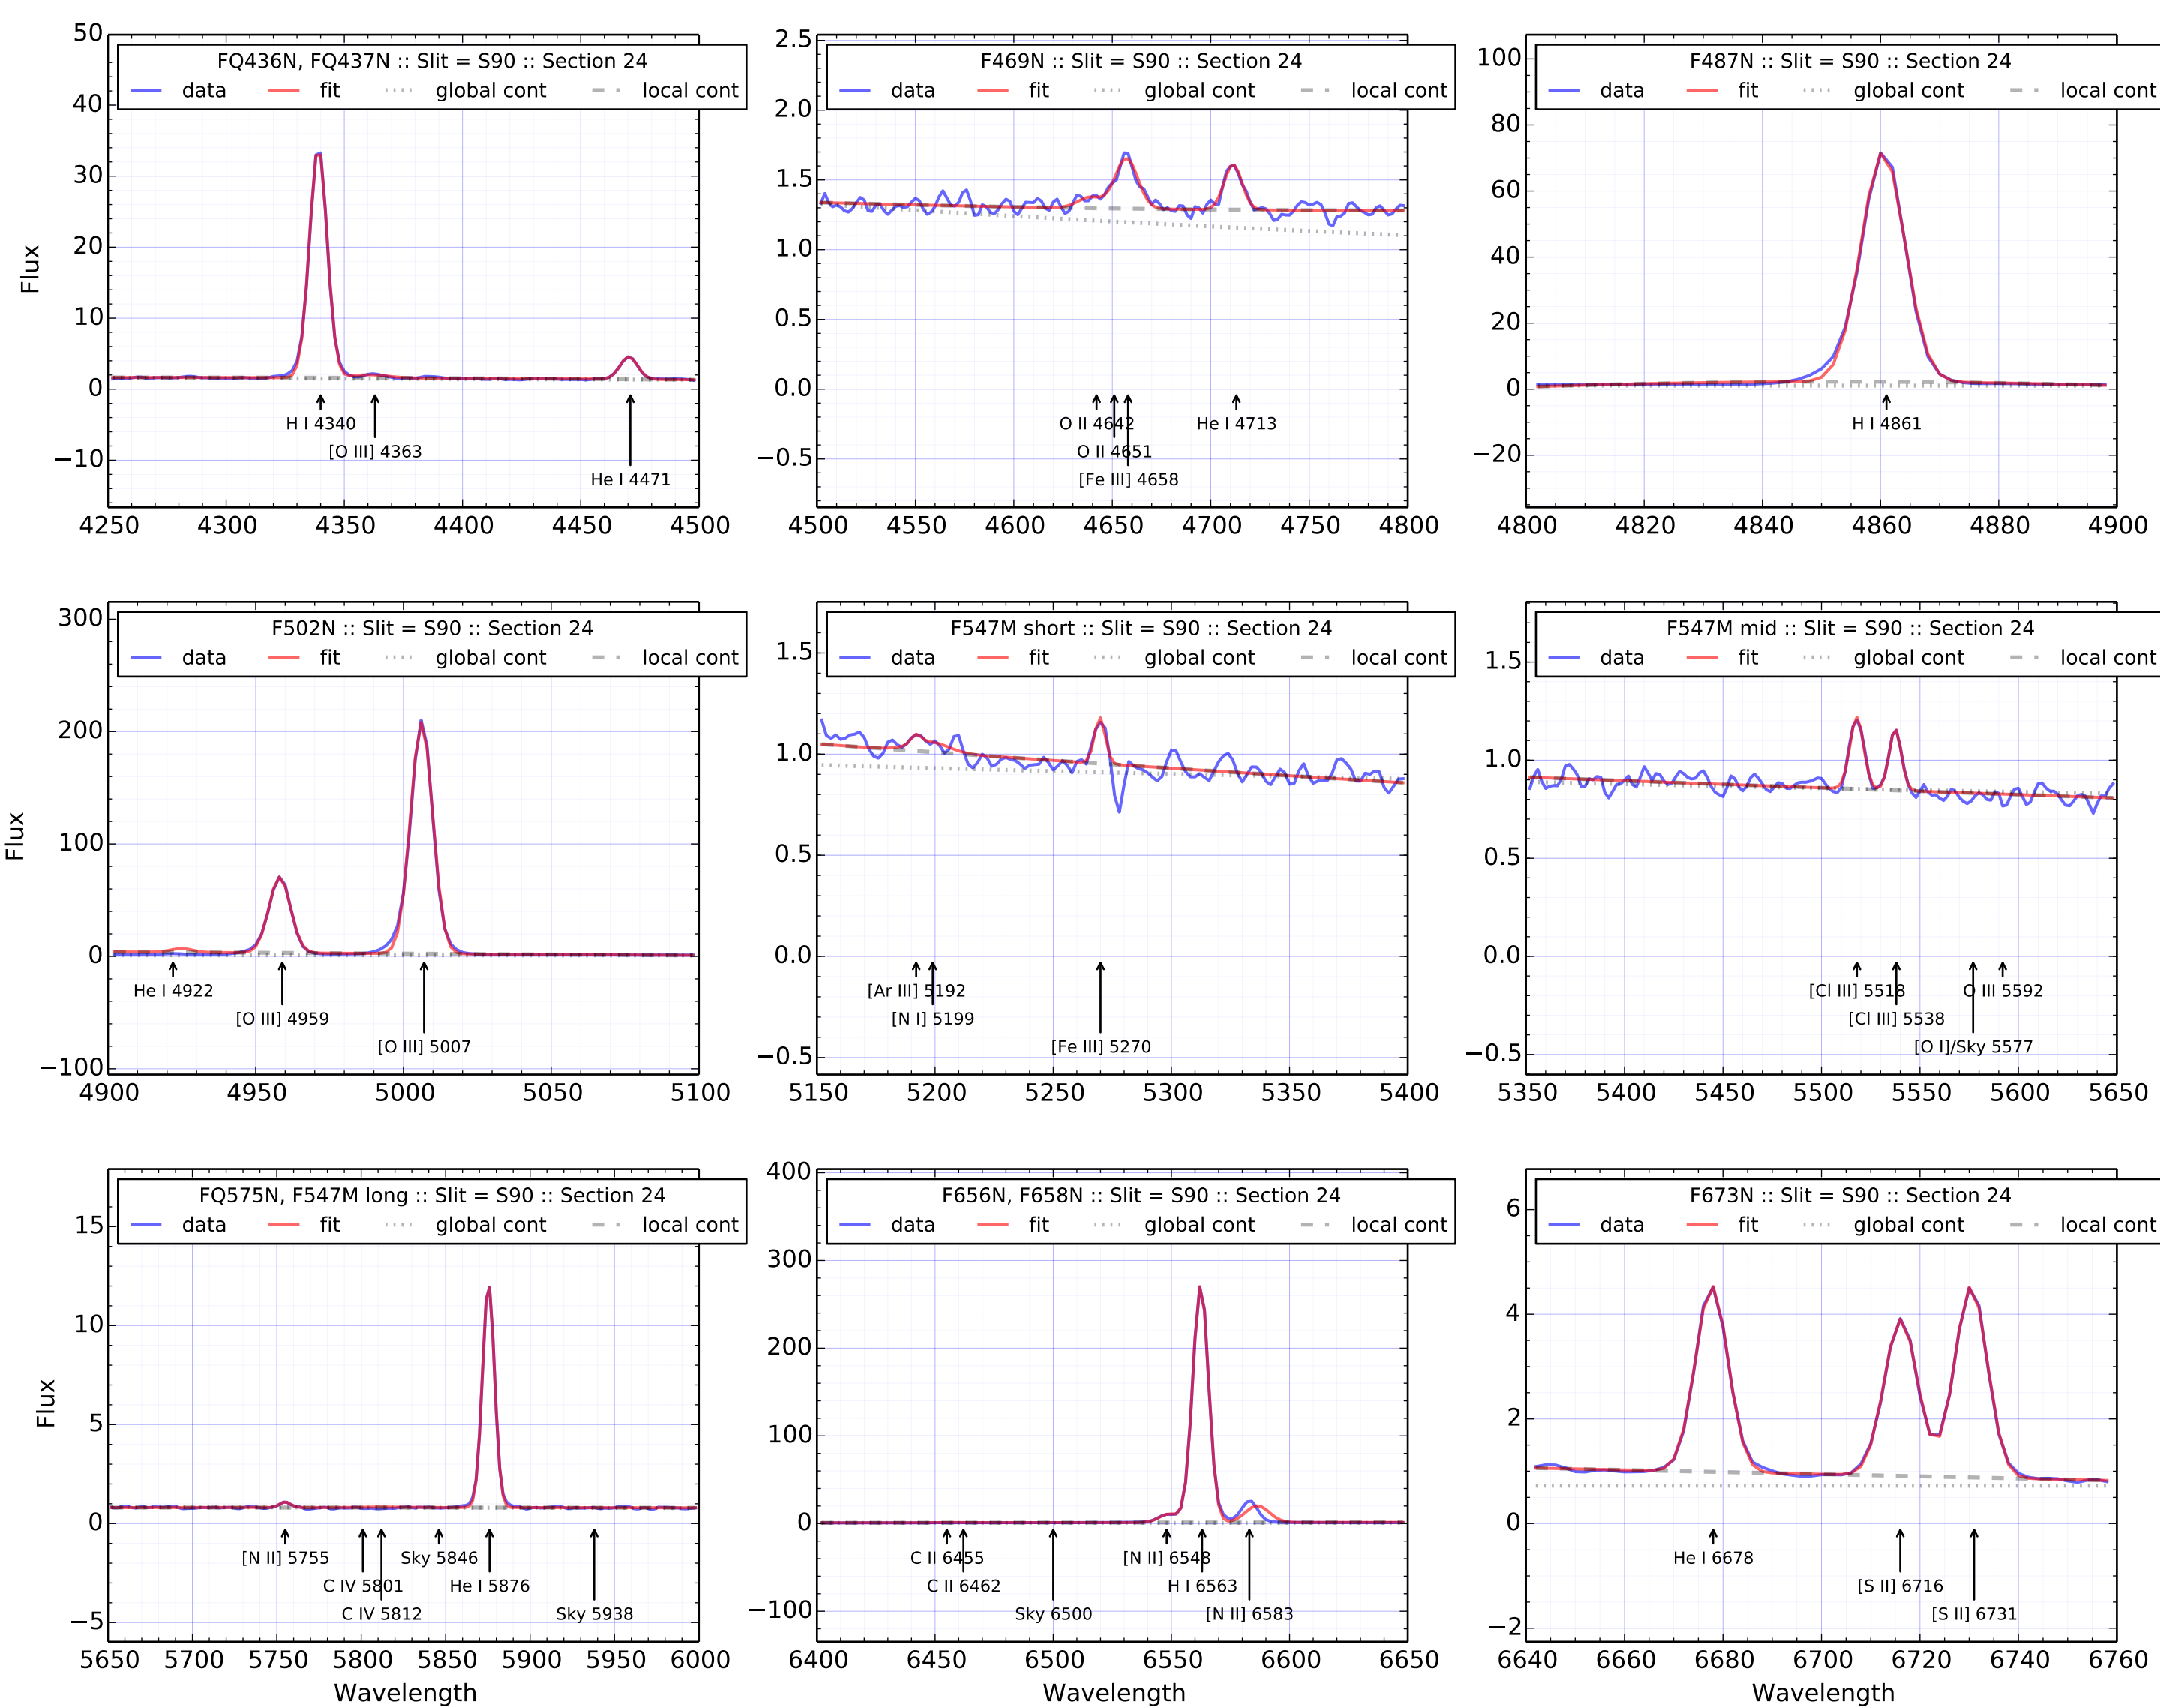 FQ436N, FQ437N :: Slit = S90 :: Section 24
data fit global cont local cont
Flux
50
40
30
20
10
0
−10
H I 4340
[O III] 4363
He I 4471
4250 4300 4350 4400 4450 4500
F469N :: Slit = S90 :: Section 24
data fit global cont local cont
2.5
2.0
1.5
1.0
0.5
0.0
−0.5
O II 4642
He I 4713
O II 4651
[Fe III] 4658
4500 4550 4600 4650 4700 4750 4800
F487N :: Slit = S90 :: Section 24
data fit global cont local cont
100
80
60
40
20
0
−20
H I 4861
4800 4820 4840 4860 4880 4900
F502N :: Slit = S90 :: Section 24
data fit global cont local cont
Flux
300
200
100
0
−100
He I 4922
[O III] 4959
[O III] 5007
4900 4950 5000 5050 5100
F547M short :: Slit = S90 :: Section 24
data fit global cont local cont
1.5
1.0
0.5
0.0
−0.5
[Ar III] 5192
[N I] 5199
[Fe III] 5270
5150 5200 5250 5300 5350 5400
F547M mid :: Slit = S90 :: Section 24
data fit global cont local cont
1.5
1.0
0.5
0.0
−0.5
[Cl III] 5518
O III 5592
[Cl III] 5538
[O I]/Sky 5577
5350 5400 5450 5500 5550 5600 5650
FQ575N, F547M long :: Slit = S90 :: Section 24
data fit global cont local cont
Flux
15
10
5
0
−5
[N II] 5755
Sky 5846
C IV 5801
He I 5876
C IV 5812
Sky 5938
5650 5700 5750 5800 5850 5900 5950 6000
Wavelength
F656N, F658N :: Slit = S90 :: Section 24
data fit global cont local cont
400
300
200
100
0
−100
C II 6455
[N II] 6548
C II 6462
H I 6563
Sky 6500
[N II] 6583
6400 6450 6500 6550 6600 6650
Wavelength
F673N :: Slit = S90 :: Section 24
data fit global cont local cont
6
4
2
0
−2
He I 6678
[S II] 6716
[S II] 6731
6640 6660 6680 6700 6720 6740 6760
Wavelength